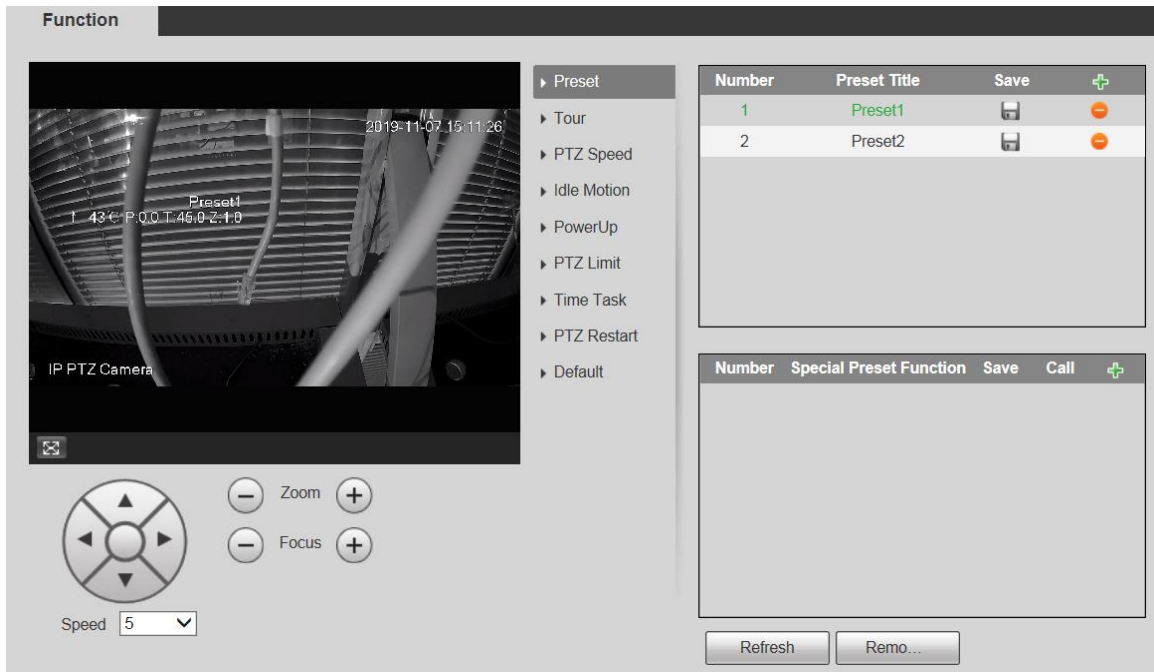 Function
2019-11-07 15:11:26
Preset1
↑ 43℃ P:0.0 T:45.0 Z:1.0
IP PTZ Camera
Zoom
Focus
Speed 5
Preset
Tour
PTZ Speed
Idle Motion
PowerUp
PTZ Limit
Time Task
PTZ Restart
Default
Number Preset Title Save
1 Preset1
2 Preset2
Number Special Preset Function Save Call
Refresh Remo...